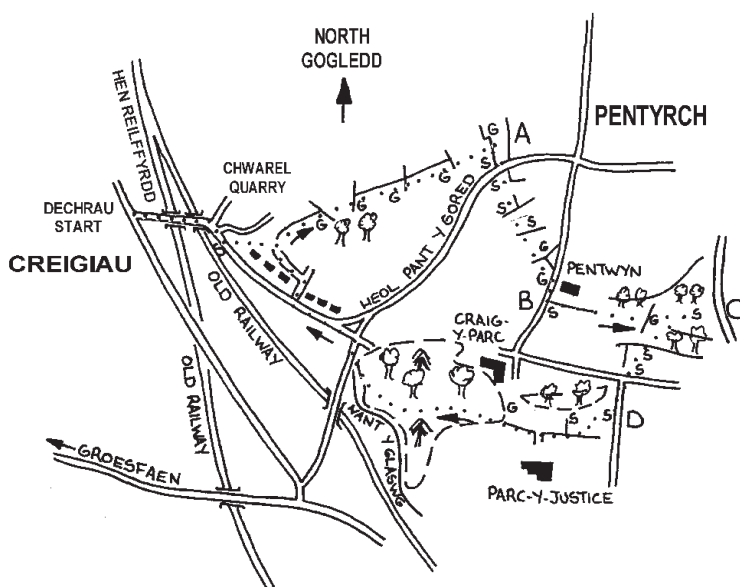 NORTH
GOGLEDD
HEN REILFFYRDD
PENTYRCH
A
G
S
CHWAREL
QUARRY
G
G
G
G
S
DECHRAU
START
S
S
CREIGIAU
S
HEOL PANT Y GORED
G
G
PENTWYN
OLD RAILWAY
B
S
G
S
C
CRAIG-
Y-PARC
S
S
OLD RAILWAY
NANT Y GLASWG
G
S
S
D
GROESFAEN
PARC-Y-JUSTICE